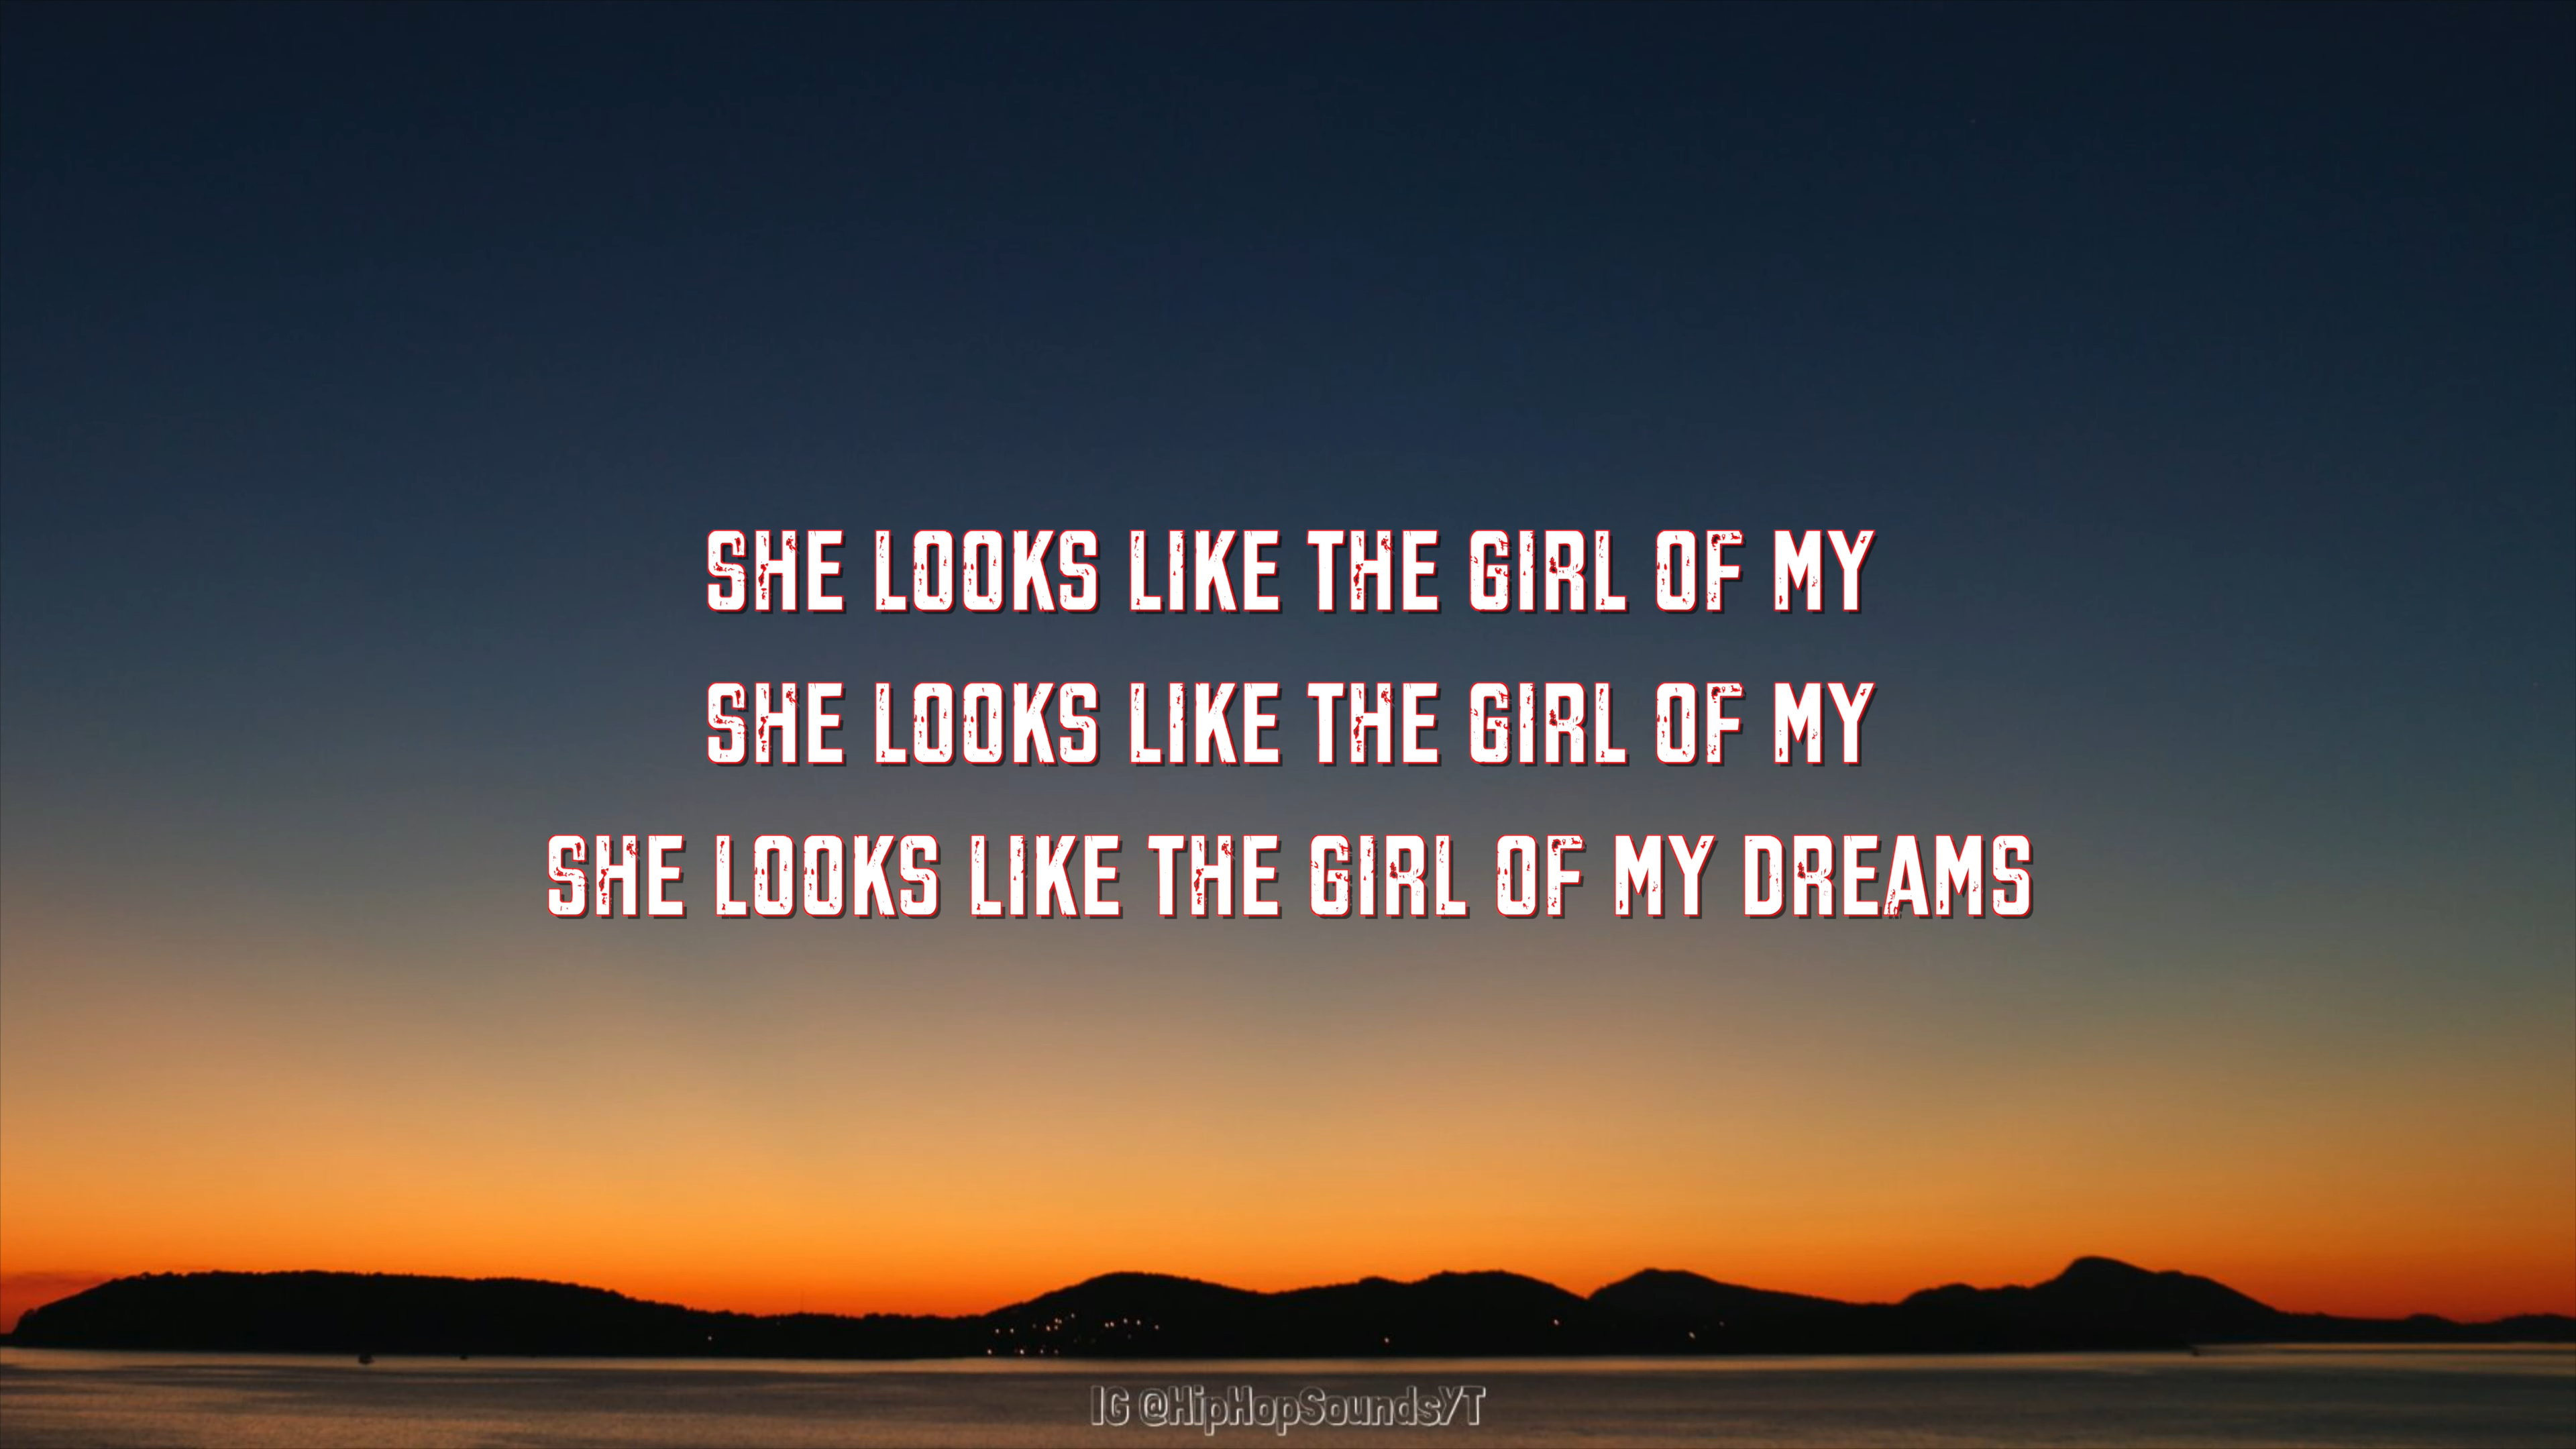 SHE LOOKS LIKE THE GIRL OF MY
SHE LOOKS LIKE THE GIRL OF MY
SHE LOOKS LIKE THE GIRL OF MY DREAMS
IG @HipHopSoundsYT